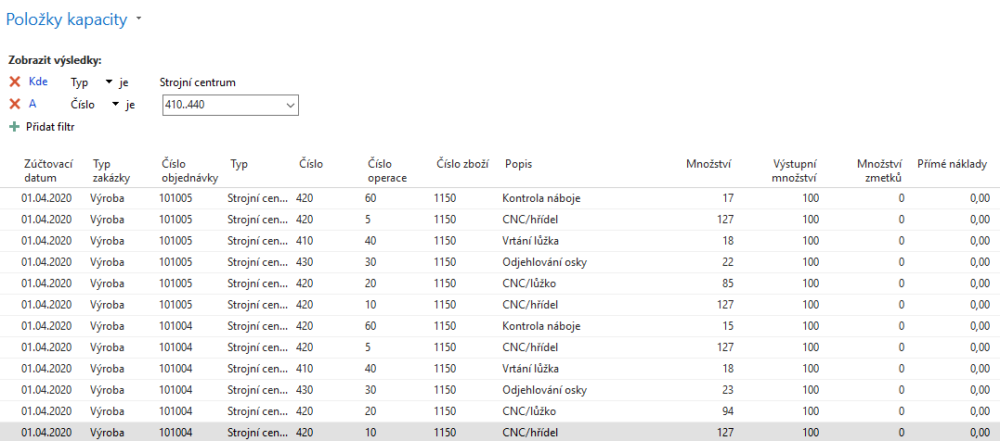 Položky kapacity
Zobrazit výsledky:
Kde Typ je Strojní centrum
A Číslo je 410..440
Přidat filtr
Zúčtovací datum Typ zakázky Číslo objednávky Typ Číslo Číslo operace Číslo zboží Popis Množství Výstupní množství Množství zmetků Přímé náklady
01.04.2020 Výroba 101005 Strojní cen... 420 60 1150 Kontrola náboje 17 100 0 0,00
01.04.2020 Výroba 101005 Strojní cen... 420 5 1150 CNC/hřídel 127 100 0 0,00
01.04.2020 Výroba 101005 Strojní cen... 410 40 1150 Vrtání lůžka 18 100 0 0,00
01.04.2020 Výroba 101005 Strojní cen... 430 30 1150 Odjehlování osky 22 100 0 0,00
01.04.2020 Výroba 101005 Strojní cen... 420 20 1150 CNC/lůžko 85 100 0 0,00
01.04.2020 Výroba 101005 Strojní cen... 420 10 1150 CNC/hřídel 127 100 0 0,00
01.04.2020 Výroba 101004 Strojní cen... 420 60 1150 Kontrola náboje 15 100 0 0,00
01.04.2020 Výroba 101004 Strojní cen... 420 5 1150 CNC/hřídel 127 100 0 0,00
01.04.2020 Výroba 101004 Strojní cen... 410 40 1150 Vrtání lůžka 18 100 0 0,00
01.04.2020 Výroba 101004 Strojní cen... 430 30 1150 Odjehlování osky 23 100 0 0,00
01.04.2020 Výroba 101004 Strojní cen... 420 20 1150 CNC/lůžko 94 100 0 0,00
01.04.2020 Výroba 101004 Strojní cen... 420 10 1150 CNC/hřídel 127 100 0 0,00